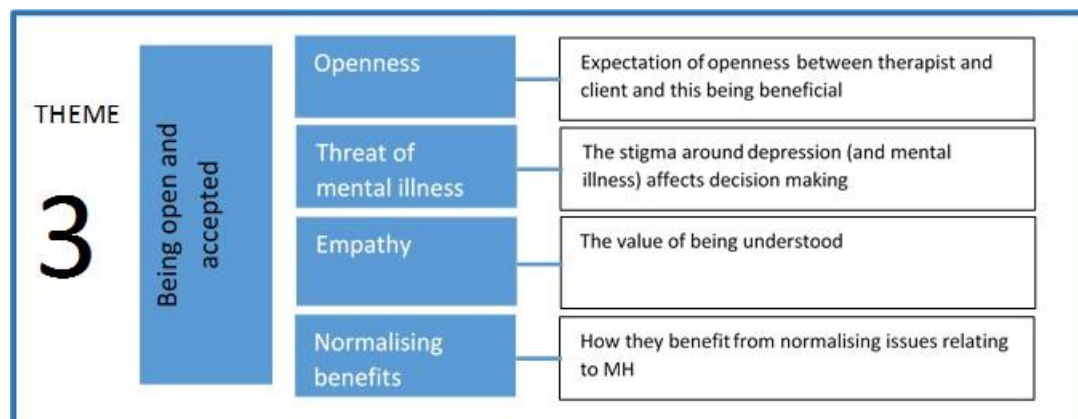 THEME
3
Being open and
accepted
Openness
Expectation of openness between therapist and
client and this being beneficial
Threat of
mental illness
The stigma around depression (and mental
illness) affects decision making
Empathy
The value of being understood
Normalising
benefits
How they benefit from normalising issues relating
to MH